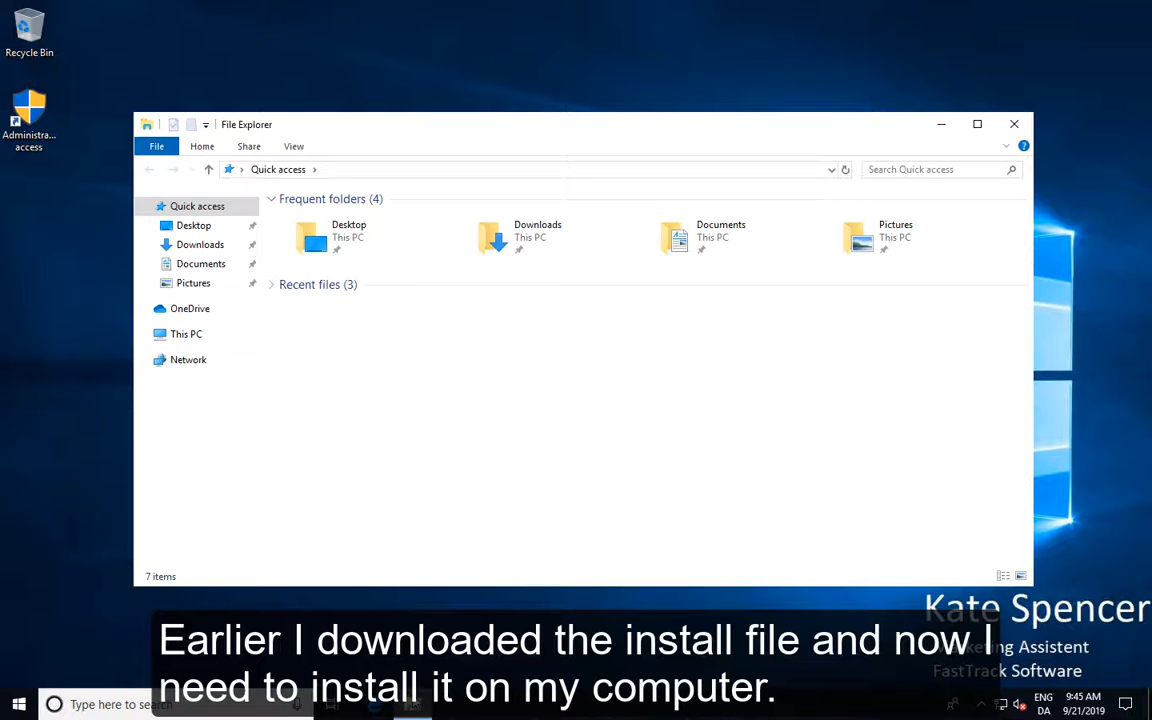 Recycle Bin
Administra...
access
File Explorer
File
Home
Share
View
Quick access
Search Quick access
Quick access
Desktop
Downloads
Documents
Pictures
OneDrive
This PC
Network
Frequent folders (4)
Desktop
This PC
Downloads
This PC
Documents
This PC
Pictures
This PC
Recent files (3)
7 items
Kate Spencer
Marketing Assistent
FastTrack Software
Earlier I downloaded the install file and now I
need to install it on my computer.
Type here to search
ENG
DA
9:45 AM
9/21/2019